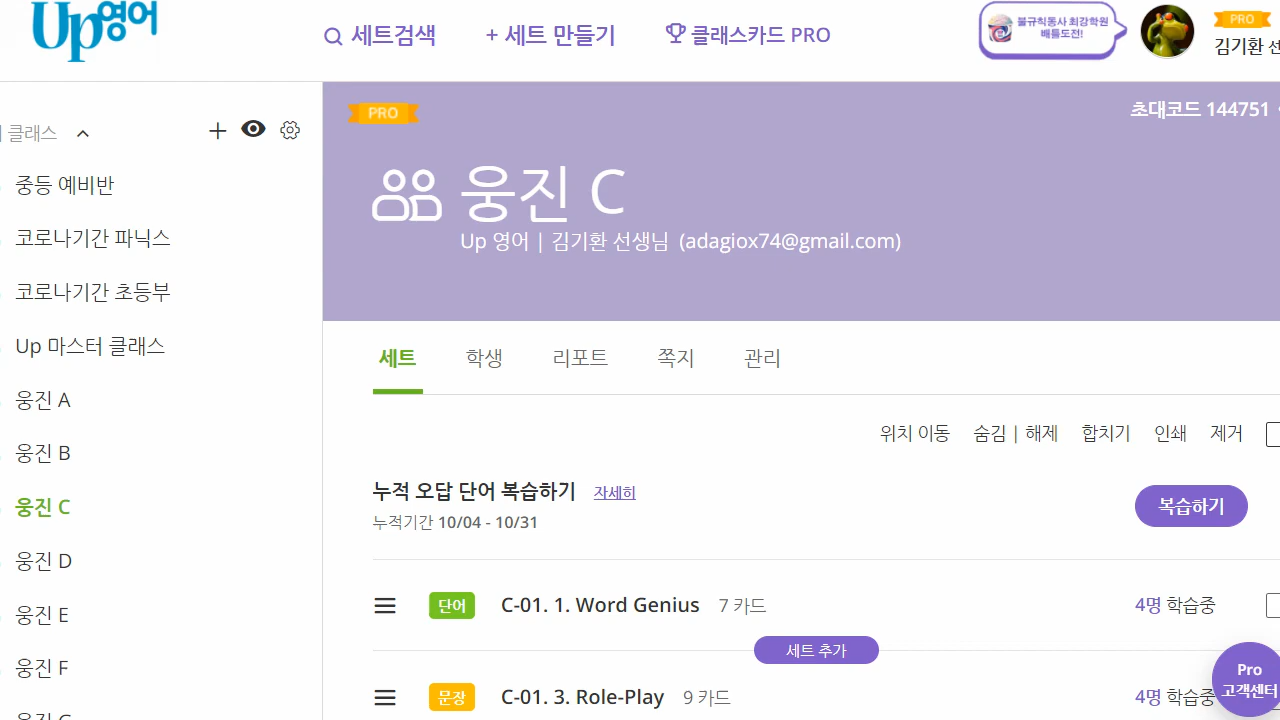 Up영어
세트검색
+ 세트 만들기
클래스카드 PRO
불규칙동사 최강학원
배틀도전!
PRO
김기환 선
클래스
중등 예비반
코로나기간 파닉스
코로나기간 초등부
Up 마스터 클래스
웅진 A
웅진 B
웅진 C
웅진 D
웅진 E
웅진 F
PRO
초대코드 144751
웅진 C
Up 영어 | 김기환 선생님 (adagiox74@gmail.com)
세트
학생
리포트
쪽지
관리
위치 이동
숨김 | 해제
합치기
인쇄
제거
누적 오답 단어 복습하기 자세히
누적기간 10/04 - 10/31
복습하기
단어 C-01. 1. Word Genius 7 카드
4명 학습중
세트 추가
문장 C-01. 3. Role-Play 9 카드
4명 학습중
Pro
고객센터